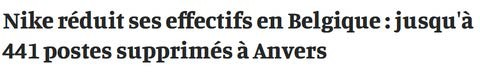 Nike réduit ses effectifs en Belgique : jusqu'à
441 postes supprimés à Anvers